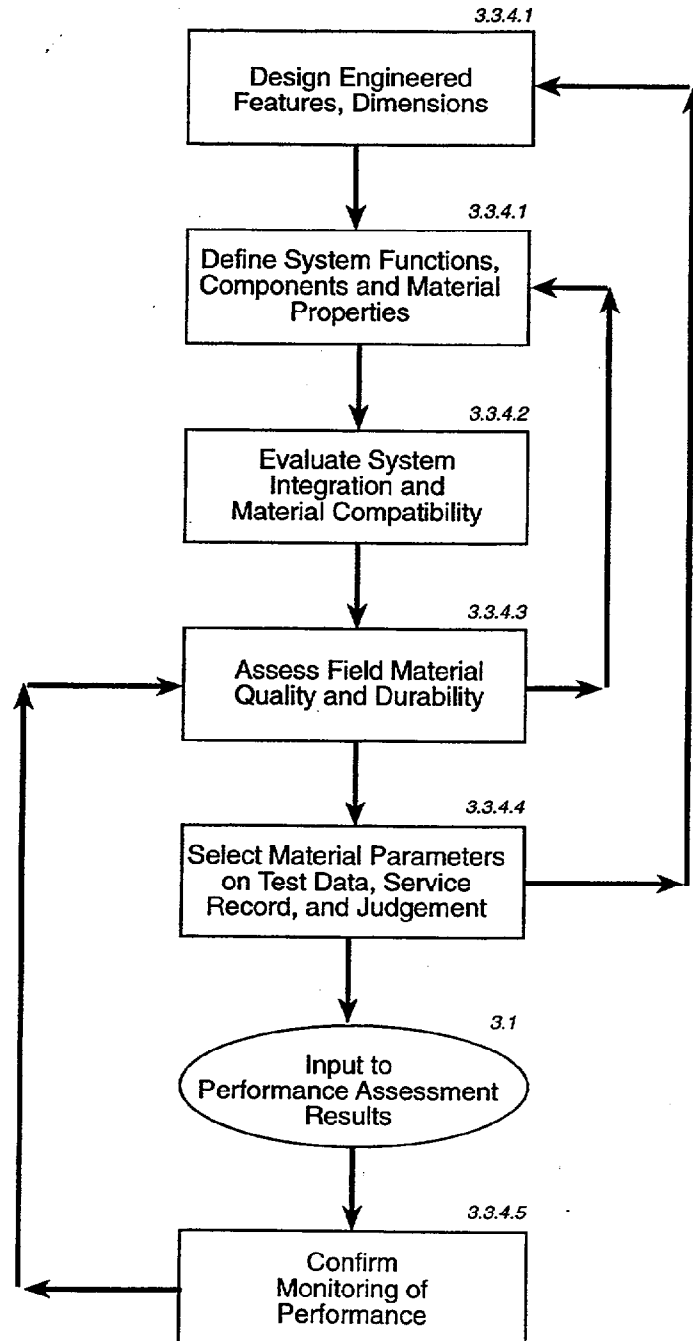 3.3.4.1
Design Engineered
Features, Dimensions
3.3.4.1
Define System Functions,
Components and Material
Properties
3.3.4.2
Evaluate System
Integration and
Material Compatibility
3.3.4.3
Assess Field Material
Quality and Durability
3.3.4.4
Select Material Parameters
on Test Data, Service
Record, and Judgement
3.1
Input to
Performance Assessment
Results
3.3.4.5
Confirm
Monitoring of
Performance